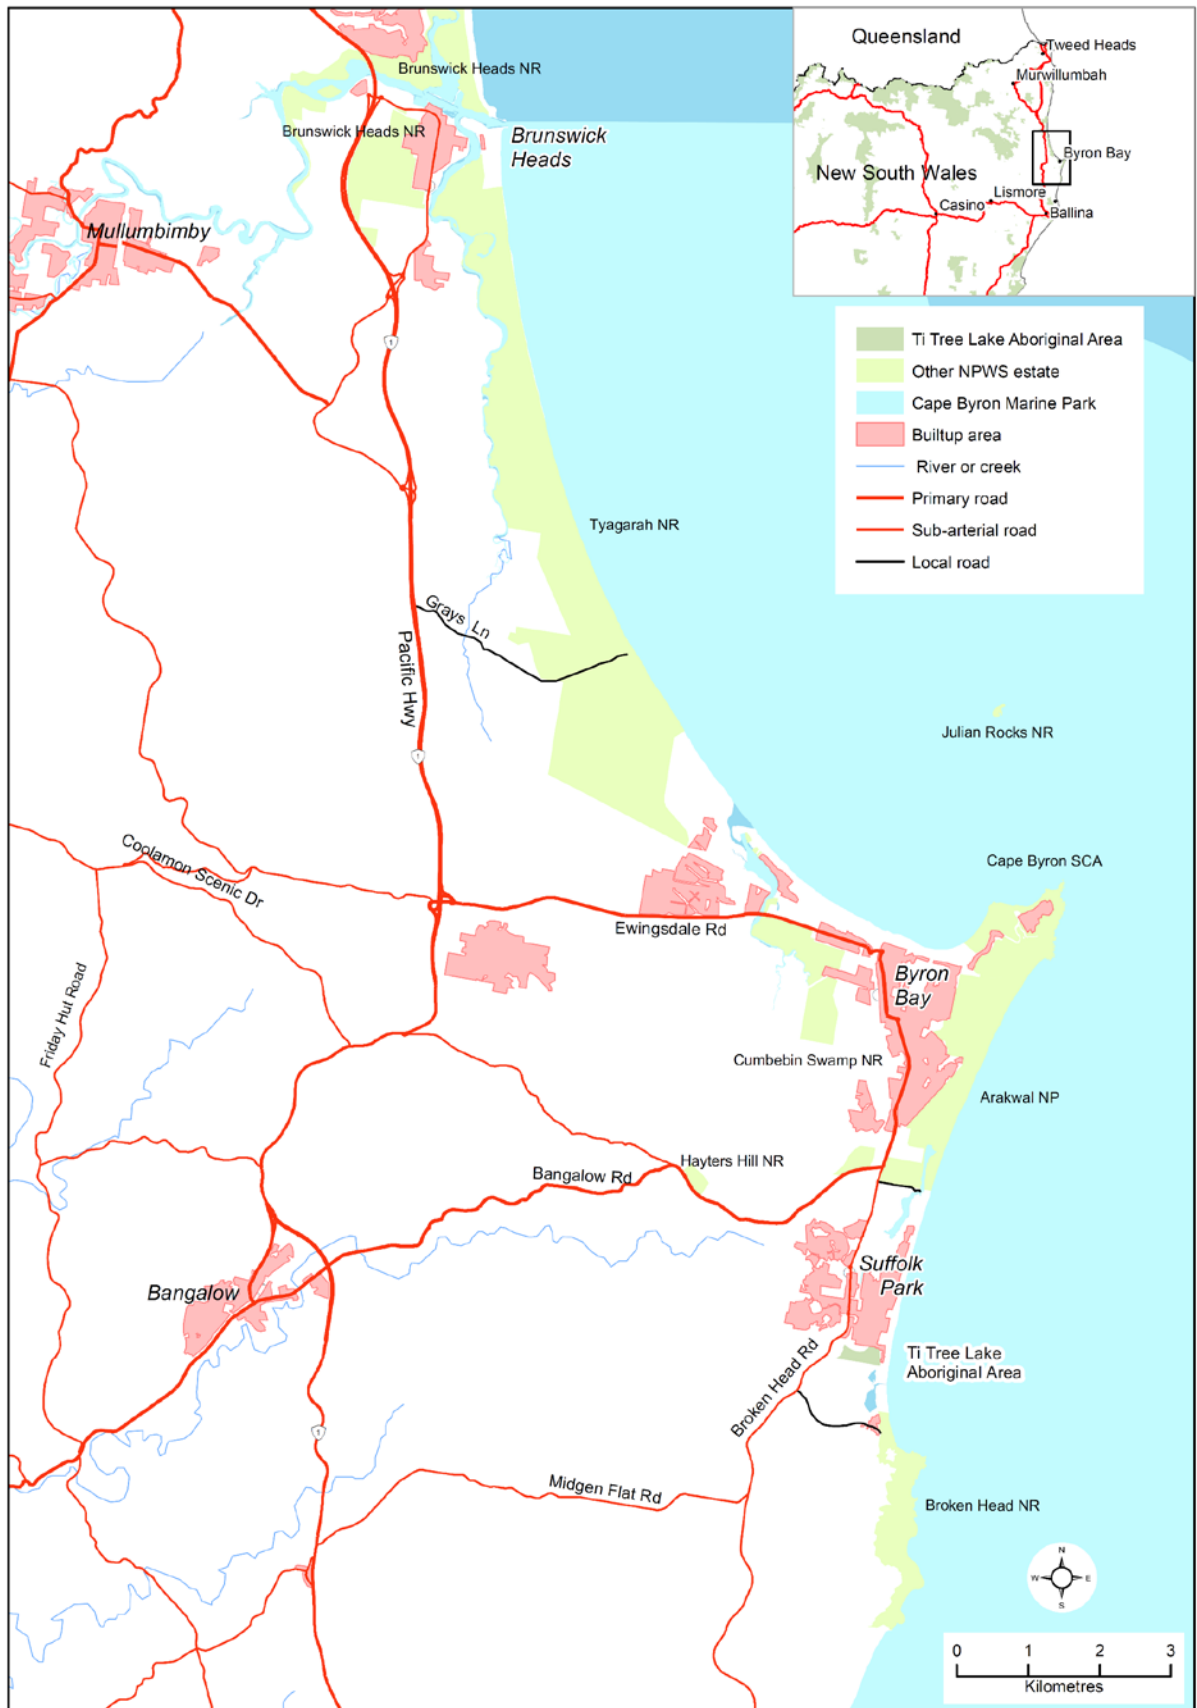 Queensland
Tweed Heads
Murwillumbah
Byron Bay
New South Wales
Lismore
Casino
Ballina
Brunswick Heads NR
Brunswick Heads NR
Brunswick
Heads
Mullumbimby
1
Ti Tree Lake Aboriginal Area
Other NPWS estate
Cape Byron Marine Park
Builtup area
River or creek
Primary road
Sub-arterial road
Local road
Tyagarah NR
Grays Ln
Pacific Hwy
1
Julian Rocks NR
Coolamon Scenic Dr
Cape Byron SCA
Ewingsdale Rd
Byron
Bay
Friday Hut Road
Cumbebin Swamp NR
Arakwal NP
Hayters Hill NR
Bangalow Rd
Suffolk
Park
Bangalow
Ti Tree Lake
Aboriginal Area
Broken Head Rd
1
Midgen Flat Rd
Broken Head NR
N
W E
S
0 1 2 3
Kilometres